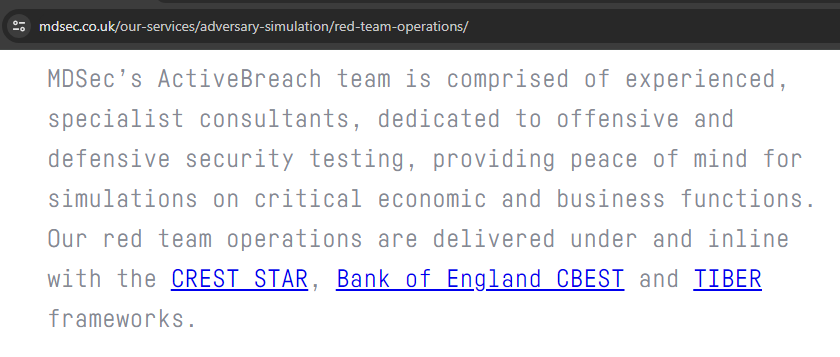 mdsec.co.uk/our-services/adversary-simulation/red-team-operations/
MDSec’s ActiveBreach team is comprised of experienced,
specialist consultants, dedicated to offensive and
defensive security testing, providing peace of mind for
simulations on critical economic and business functions.
Our red team operations are delivered under and inline
with the CREST STAR, Bank of England CBEST and TIBER
frameworks.